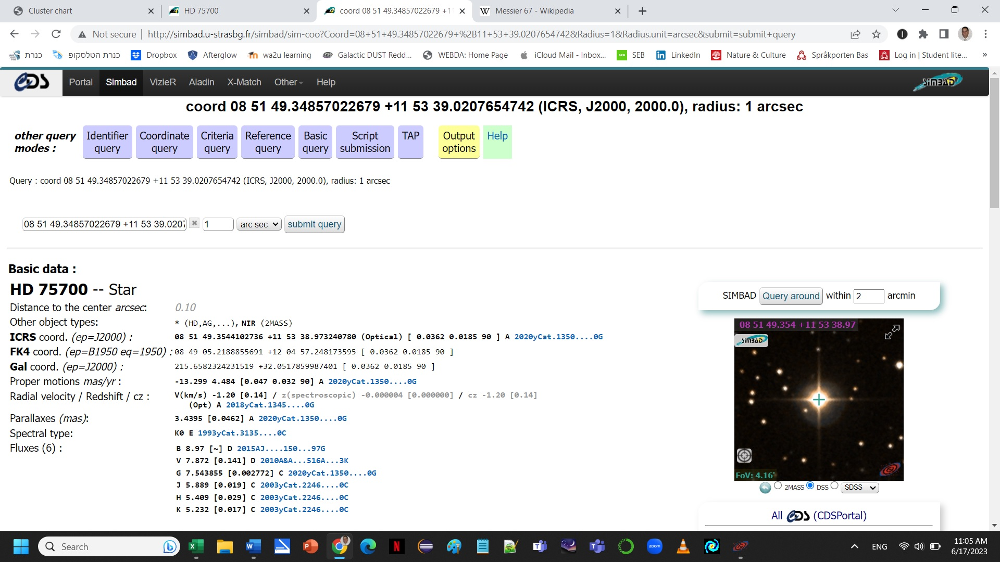 Cluster chart
HD 75700
coord 08 51 49.34857022679 +11
Messier 67 - Wikipedia
Not secure
http://simbad.u-strasbg.fr/simbad/sim-coo?Coord=08+51+49.34857022679+%2B11+53+39.0207654742&Radius=1&Radius.unit=arcsec&submit=submit+query
כנרת
כנרת הטלסקופ
Dropbox
Afterglow
wa2u learning
Galactic DUST Redd...
WEBDA: Home Page
iCloud Mail - Inbox...
SEB
LinkedIn
Nature & Culture
Språkporten Bas
Log in | Student lite...
»
CDS
Portal
Simbad
VizieR
Aladin
X-Match
Other
Help
SIMBAD
coord 08 51 49.34857022679 +11 53 39.0207654742 (ICRS, J2000, 2000.0), radius: 1 arcsec
other query
modes :
Identifier
query
Coordinate
query
Criteria
query
Reference
query
Basic
query
Script
submission
TAP
Output
options
Help
Query : coord 08 51 49.34857022679 +11 53 39.0207654742 (ICRS, J2000, 2000.0), radius: 1 arcsec
08 51 49.34857022679 +11 53 39.0207
1
arc sec
submit query
Basic data :
HD 75700 -- Star
Distance to the center arcsec: 0.10
Other object types: * (HD,AG,...), NIR (2MASS)
ICRS coord. (ep=J2000) : 08 51 49.3544102736 +11 53 38.973240780 (Optical) [ 0.0362 0.0185 90 ] A 2020yCat.1350....0G
FK4 coord. (ep=B1950 eq=1950) : 08 49 05.2188855691 +12 04 57.248173595 [ 0.0362 0.0185 90 ]
Gal coord. (ep=J2000) : 215.6582324231519 +32.0517859987401 [ 0.0362 0.0185 90 ]
Proper motions mas/yr : -13.299 4.484 [0.047 0.032 90] A 2020yCat.1350....0G
Radial velocity / Redshift / cz : V(km/s) -1.20 [0.14] / z(spectroscopic) -0.000004 [0.000000] / cz -1.20 [0.14]
(Opt) A 2018yCat.1345....0G
Parallaxes (mas): 3.4395 [0.0462] A 2020yCat.1350....0G
Spectral type: K0 E 1993yCat.3135....0C
Fluxes (6) : B 8.97 [~] D 2015AJ....150...97G
V 7.872 [0.141] D 2010A&A...516A...3K
G 7.543855 [0.002772] C 2020yCat.1350....0G
J 5.889 [0.019] C 2003yCat.2246....0C
H 5.409 [0.029] C 2003yCat.2246....0C
K 5.232 [0.017] C 2003yCat.2246....0C
SIMBAD Query around within 2 arcmin
08 51 49.354 +11 53 38.97
SIMBAD
FoV: 4.16'
2MASS DSS SDSS
All CDS (CDSPortal)
Search
zoom
ENG
11:05 AM
6/17/2023